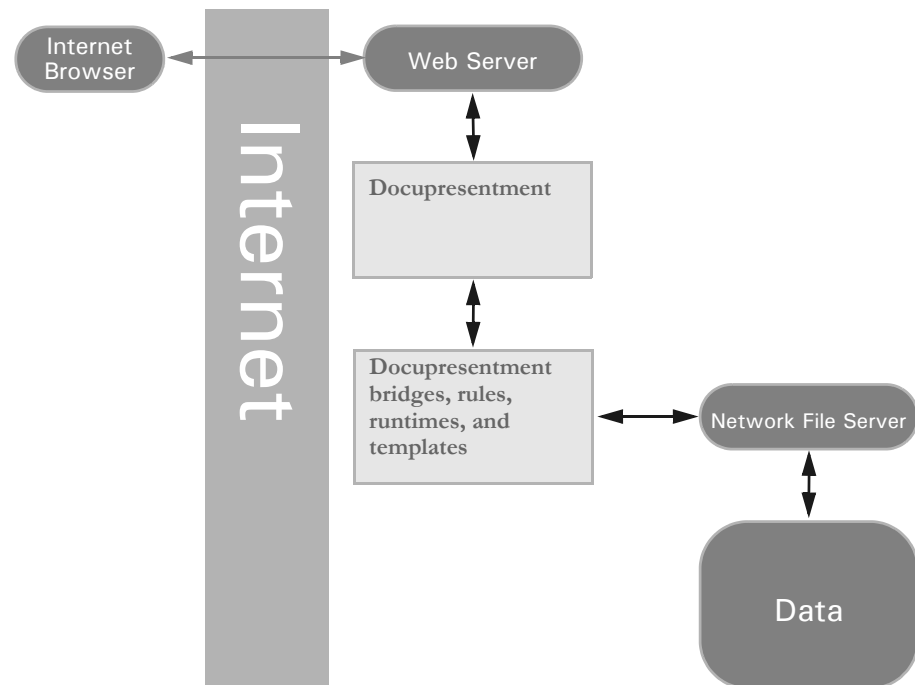 Internet
Browser
Web Server
Internet
Docupresentment
Docupresentment
bridges, rules,
runtimes, and
templates
Network File Server
Data